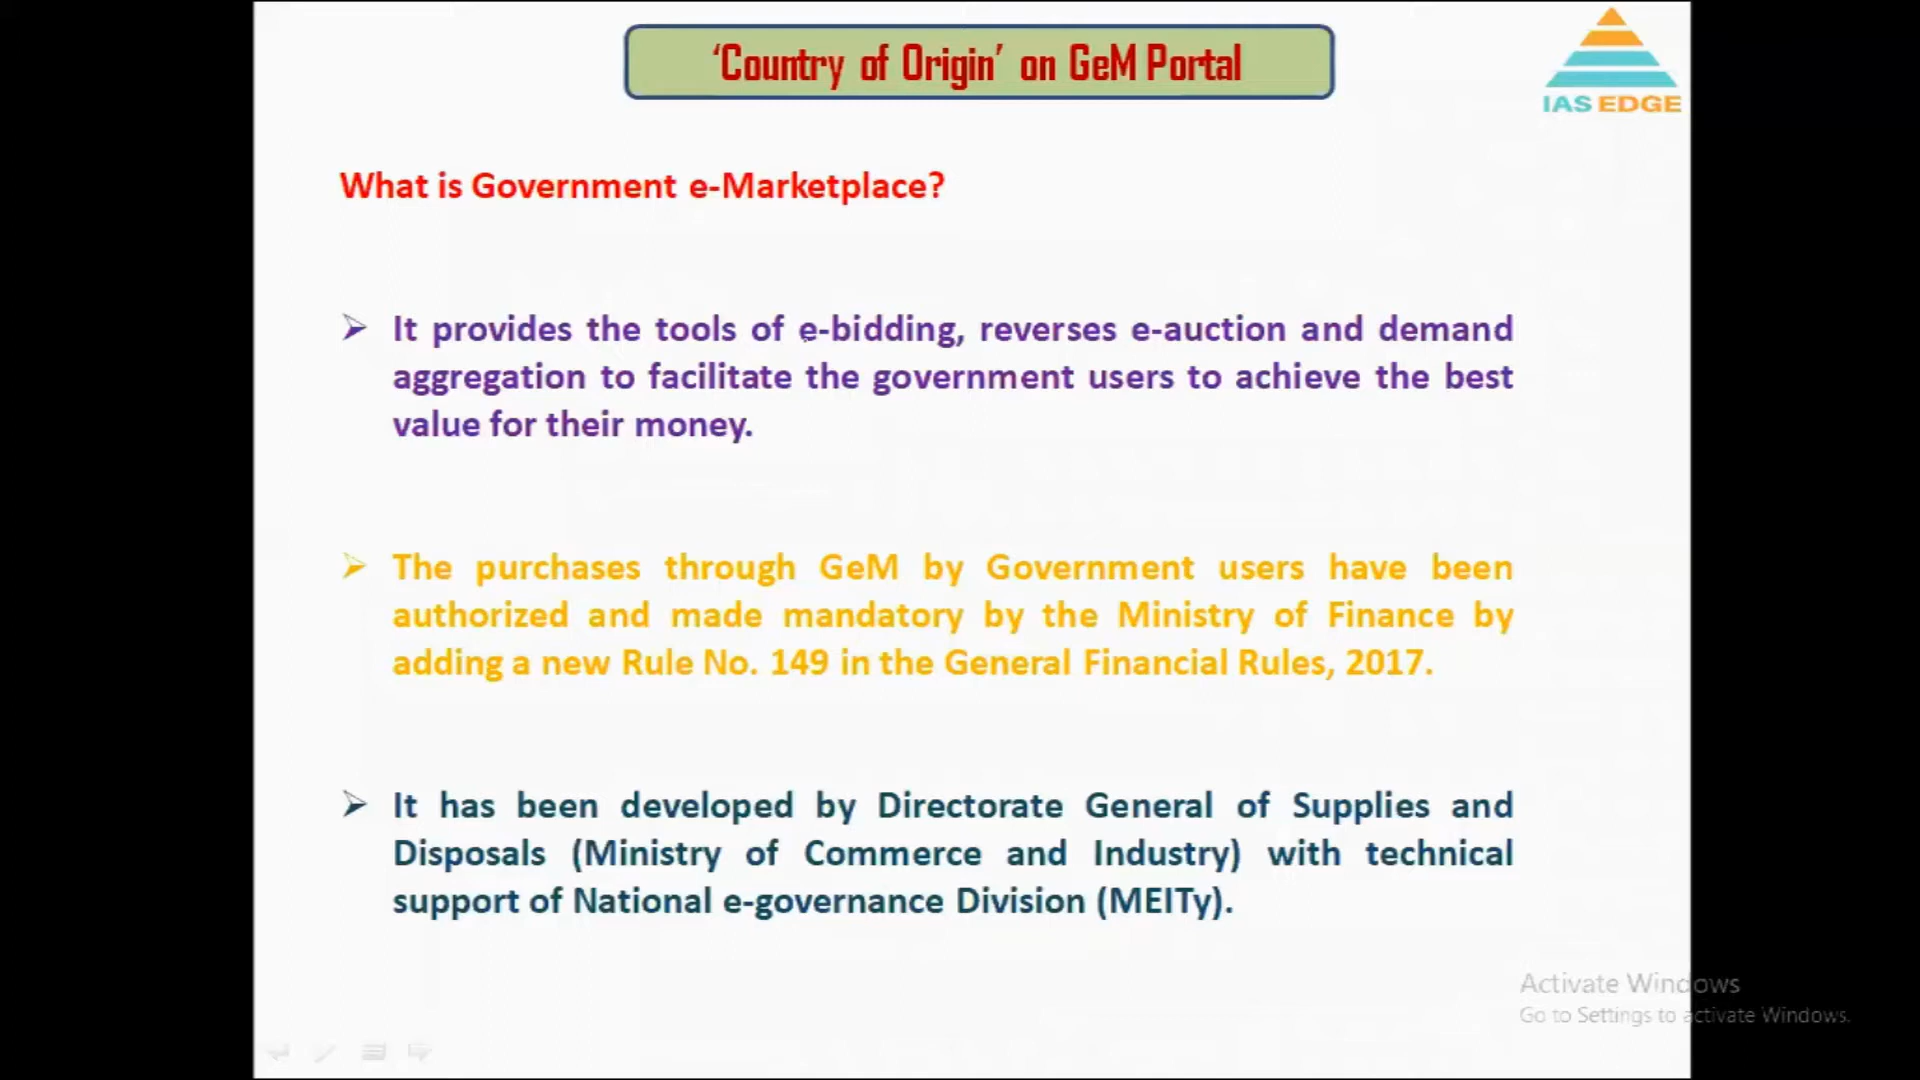 ‘Country of Origin’ on GeM Portal
IAS EDGE
What is Government e-Marketplace?
It provides the tools of e-bidding, reverses e-auction and demand
aggregation to facilitate the government users to achieve the best
value for their money.
The purchases through GeM by Government users have been
authorized and made mandatory by the Ministry of Finance by
adding a new Rule No. 149 in the General Financial Rules, 2017.
It has been developed by Directorate General of Supplies and
Disposals (Ministry of Commerce and Industry) with technical
support of National e-governance Division (MEITy).
Activate Windows
Go to Settings to activate Windows.